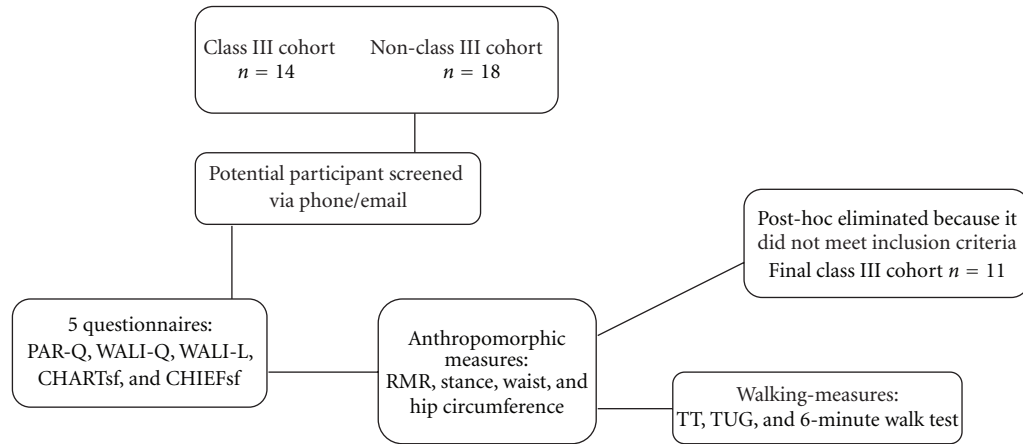 Class III cohort
n = 14
Non-class III cohort
n = 18
Potential participant screened
via phone/email
5 questionnaires:
PAR-Q, WALI-Q, WALI-L,
CHARTsf, and CHIEFsf
Anthropomorphic
measures:
RMR, stance, waist, and
hip circumference
Post-hoc eliminated because it
did not meet inclusion criteria
Final class III cohort n = 11
Walking-measures:
TT, TUG, and 6-minute walk test